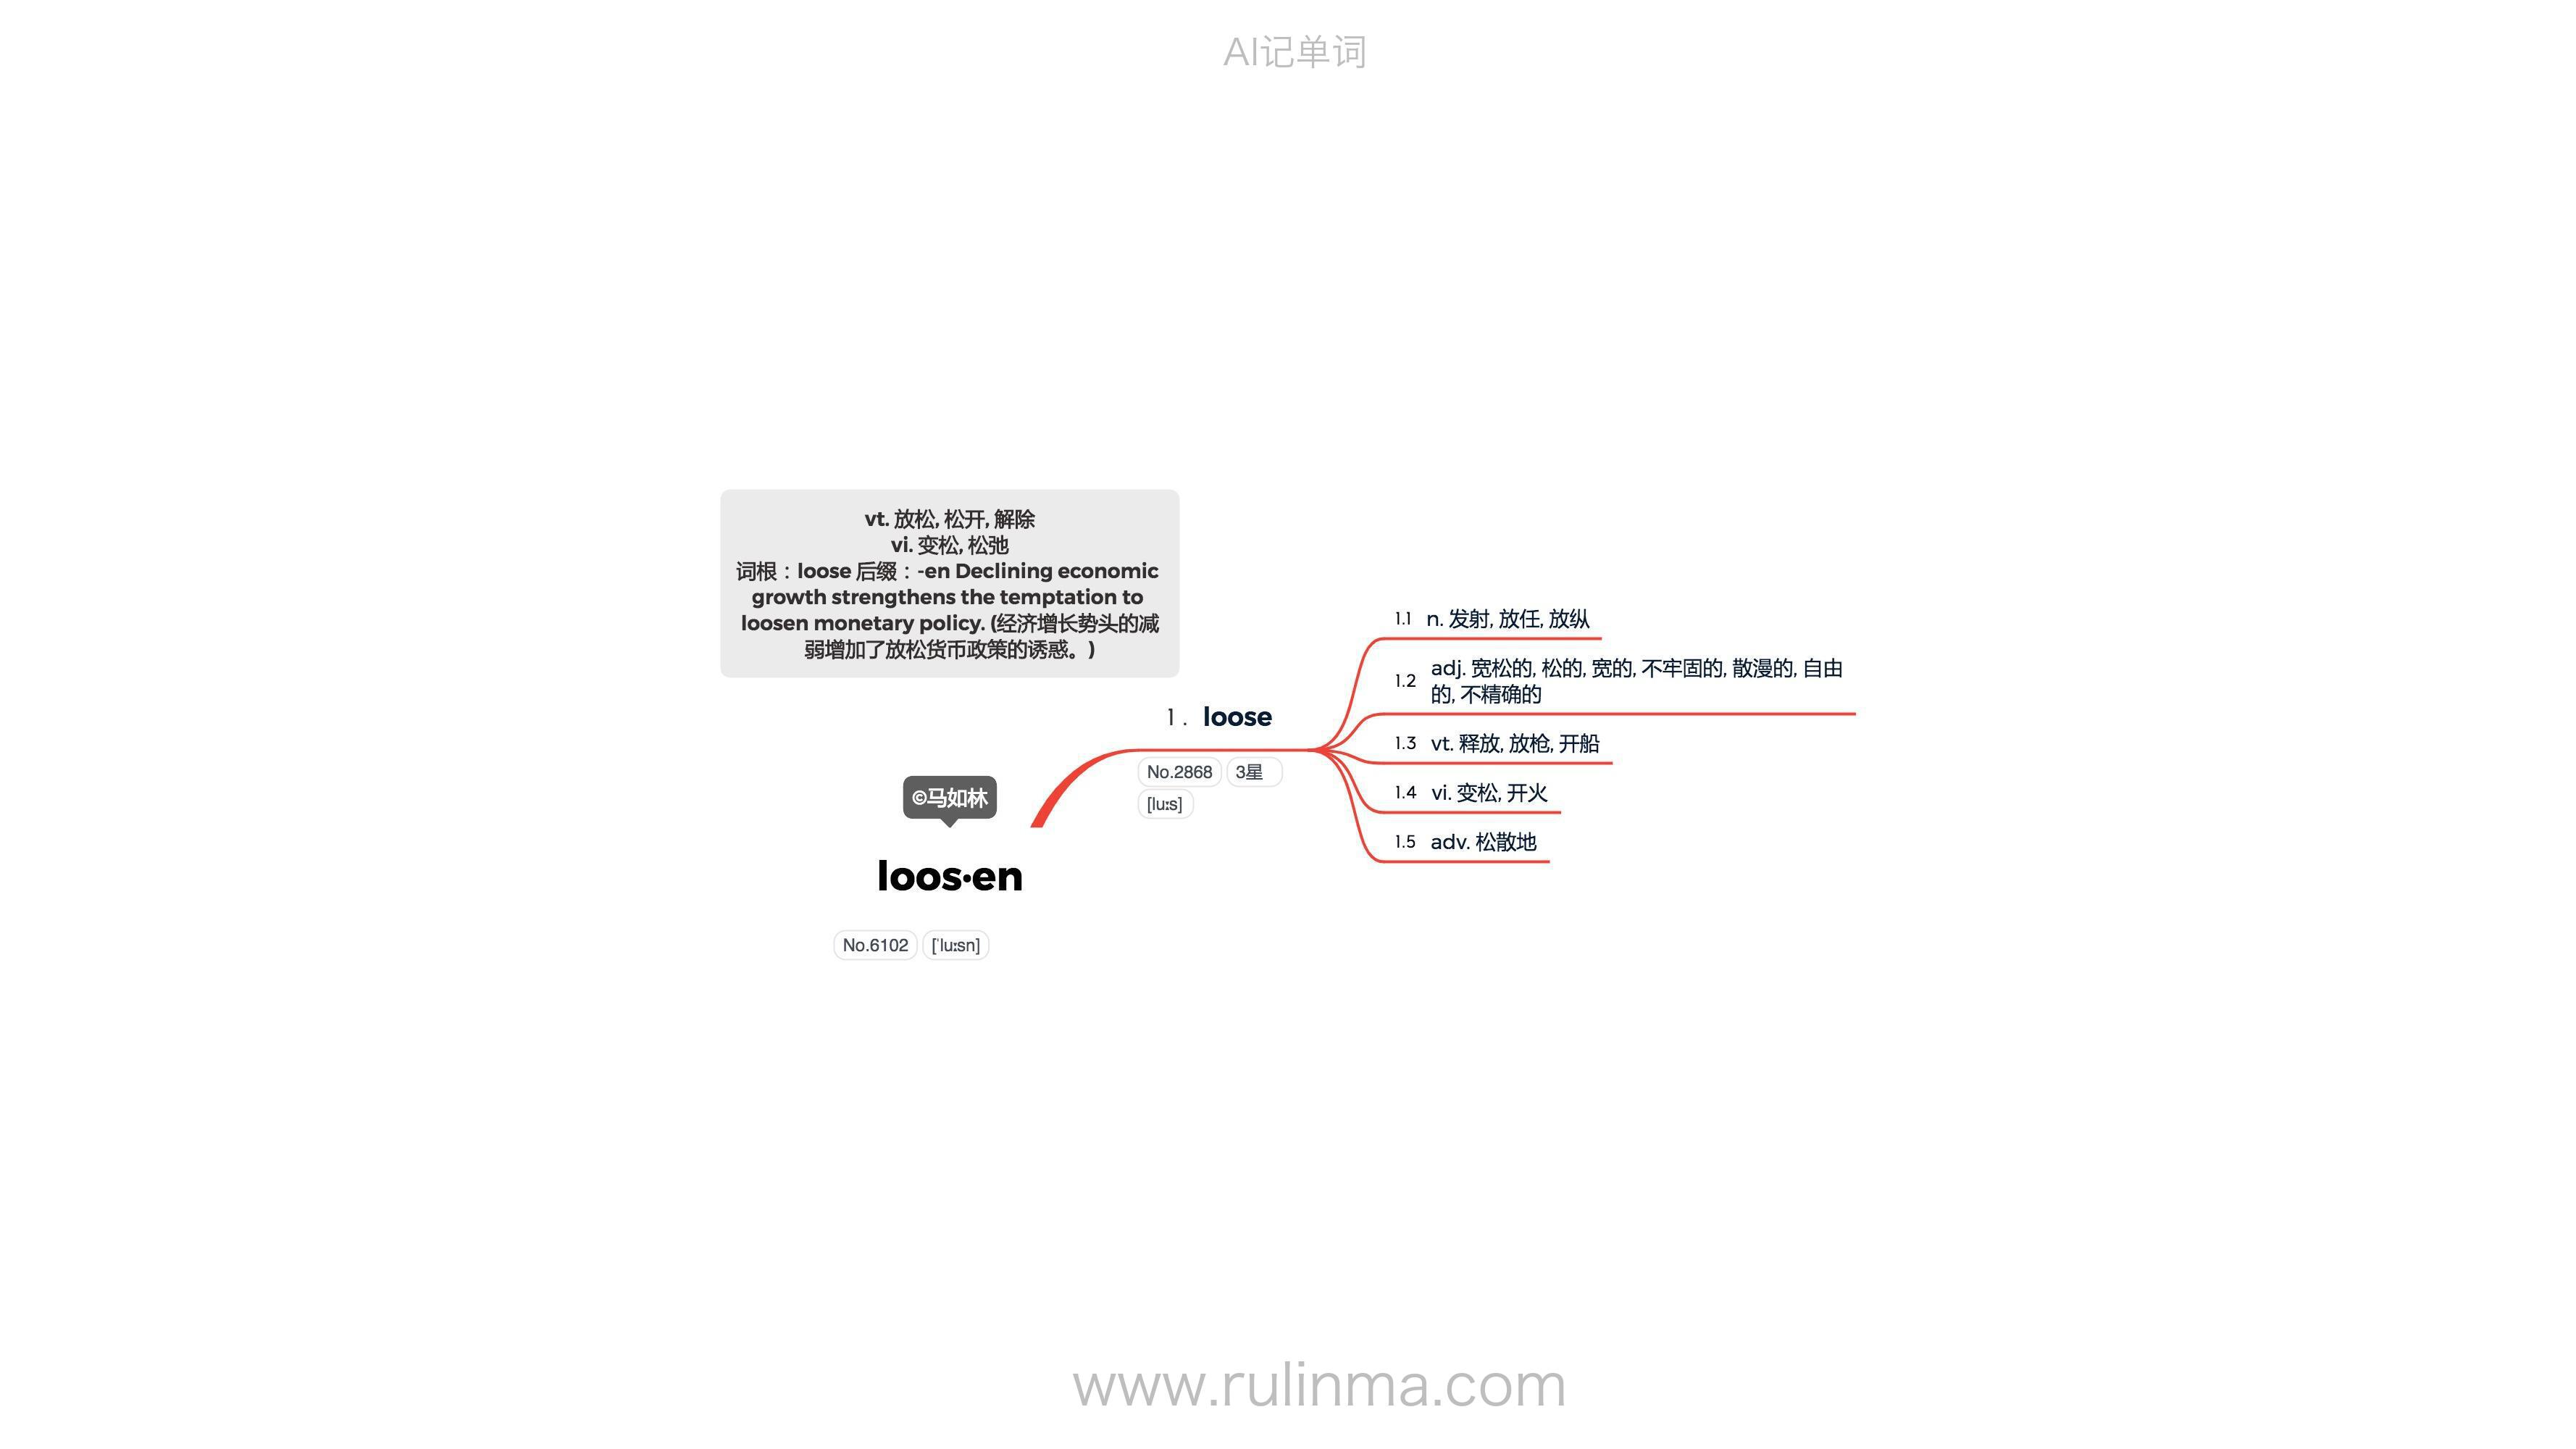 AI记单词
vt. 放松, 松开, 解除
vi. 变松, 松弛
词根：loose 后缀：-en Declining economic
growth strengthens the temptation to
loosen monetary policy. (经济增长势头的减
弱增加了放松货币政策的诱惑。)
©马如林
loos·en
No.6102 [ˈluːsn]
1. loose
No.2868 3星
[luːs]
1.1 n. 发射, 放任, 放纵
1.2 adj. 宽松的, 松的, 宽的, 不牢固的, 散漫的, 自由
的, 不精确的
1.3 vt. 释放, 放枪, 开船
1.4 vi. 变松, 开火
1.5 adv. 松散地
www.rulinma.com